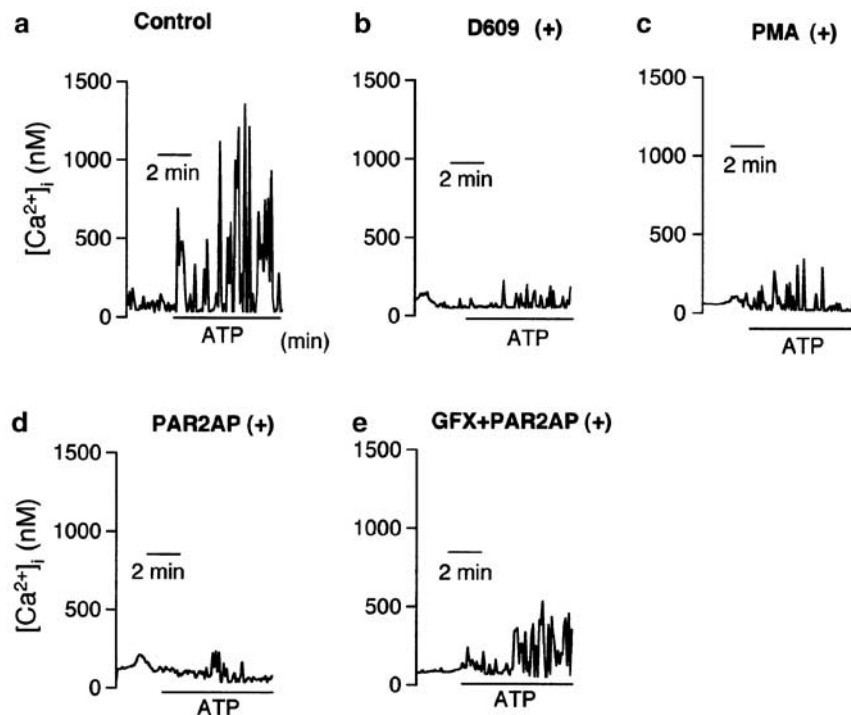 a Control
1500
1000
500
0
[Ca²⁺]ᵢ (nM)
2 min
ATP
(min)
b D609 (+)
1500
1000
500
0
2 min
ATP
c PMA (+)
1500
1000
500
0
2 min
ATP
d PAR2AP (+)
1500
1000
500
0
[Ca²⁺]ᵢ (nM)
2 min
ATP
e GFX+PAR2AP (+)
1500
1000
500
0
2 min
ATP